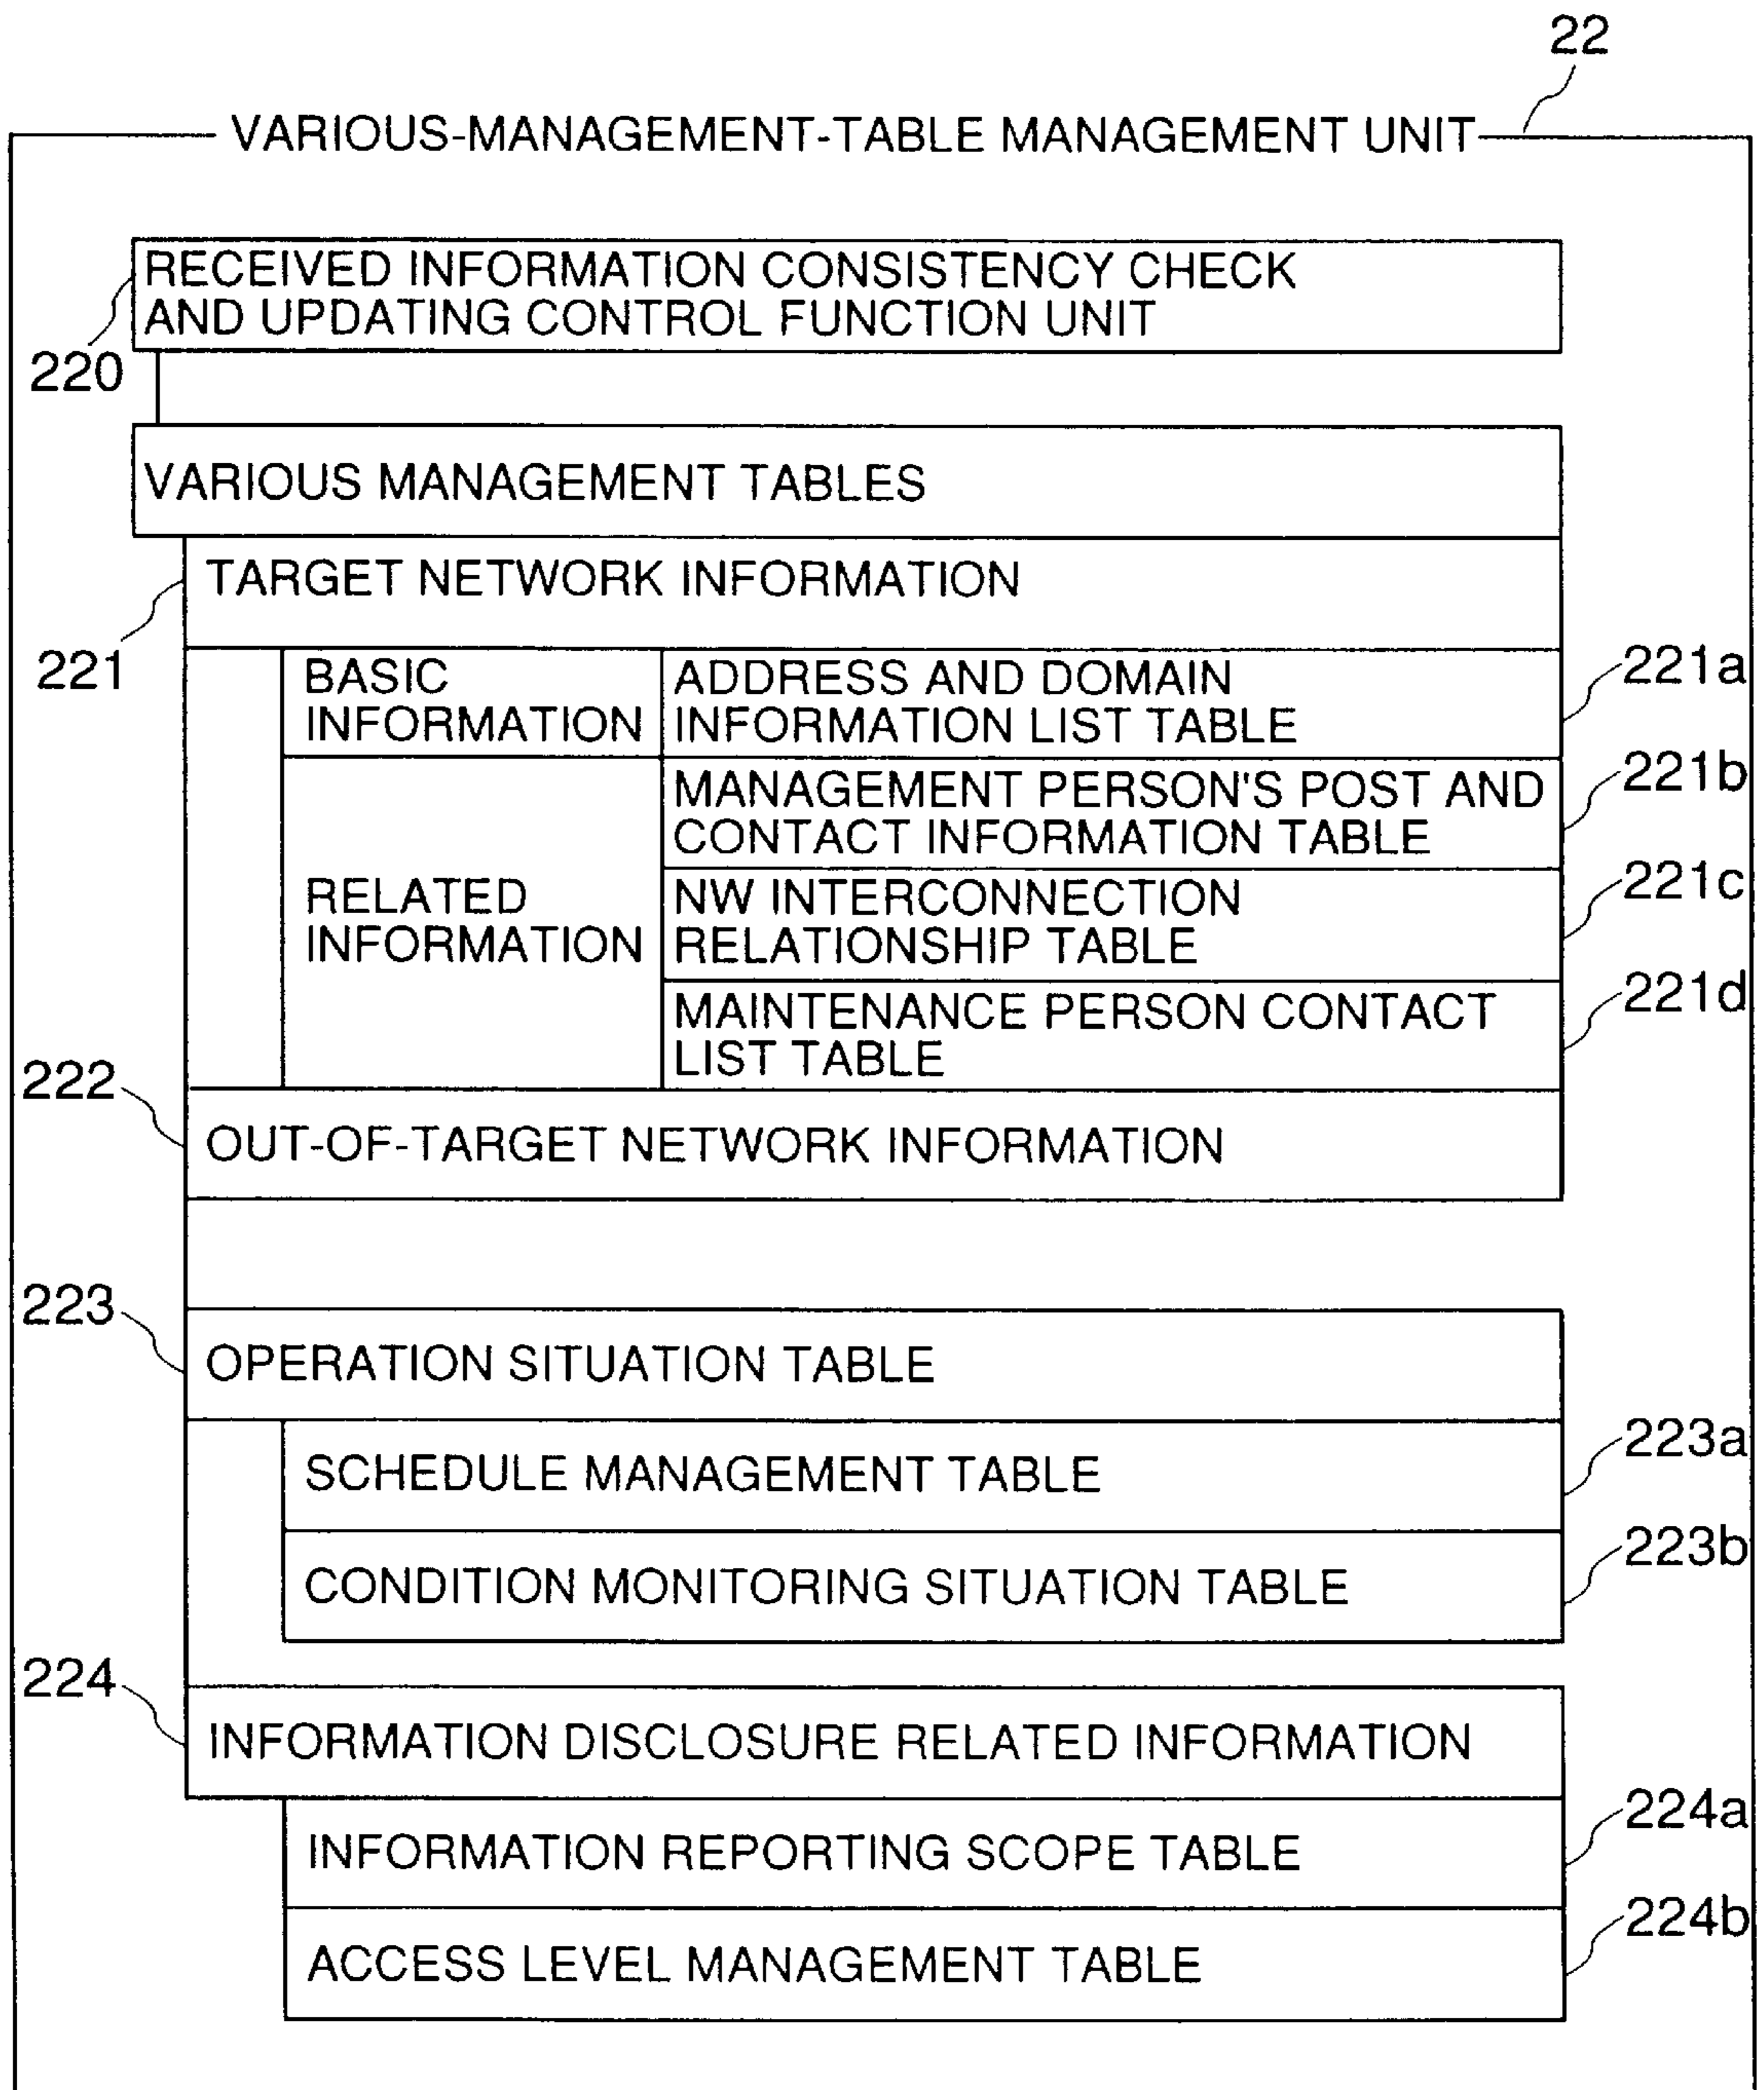 22
VARIOUS-MANAGEMENT-TABLE MANAGEMENT UNIT
RECEIVED INFORMATION CONSISTENCY CHECK
AND UPDATING CONTROL FUNCTION UNIT
220
VARIOUS MANAGEMENT TABLES
TARGET NETWORK INFORMATION
221
BASIC
INFORMATION
ADDRESS AND DOMAIN
INFORMATION LIST TABLE
221a
RELATED
INFORMATION
MANAGEMENT PERSON'S POST AND
CONTACT INFORMATION TABLE
221b
NW INTERCONNECTION
RELATIONSHIP TABLE
221c
MAINTENANCE PERSON CONTACT
LIST TABLE
221d
222
OUT-OF-TARGET NETWORK INFORMATION
223
OPERATION SITUATION TABLE
SCHEDULE MANAGEMENT TABLE
223a
CONDITION MONITORING SITUATION TABLE
223b
224
INFORMATION DISCLOSURE RELATED INFORMATION
INFORMATION REPORTING SCOPE TABLE
224a
ACCESS LEVEL MANAGEMENT TABLE
224b